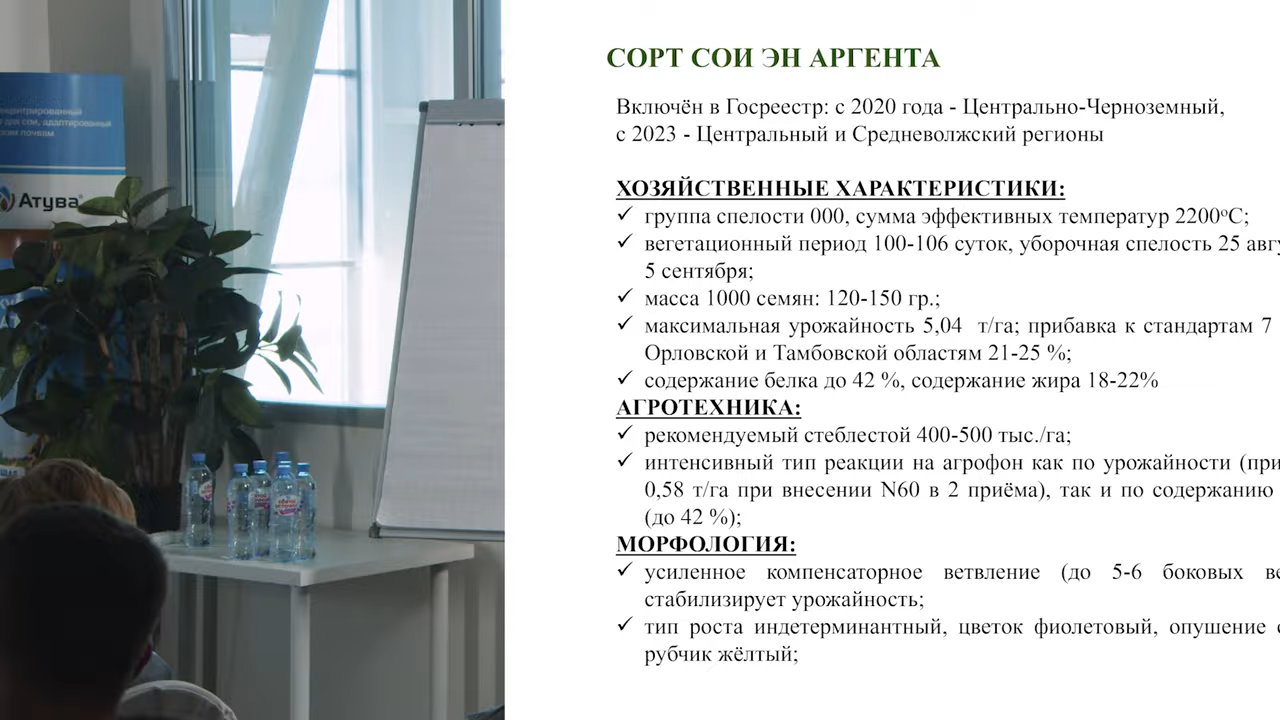 для сои, адаптированный
Атува
СОРТ СОИ ЭН АРГЕНТА
Включён в Госреестр: с 2020 года - Центрально-Черноземный,
с 2023 - Центральный и Средневолжский регионы
ХОЗЯЙСТВЕННЫЕ ХАРАКТЕРИСТИКИ:
✓ группа спелости 000, сумма эффективных температур 2200°С;
✓ вегетационный период 100-106 суток, уборочная спелость 25
5 сентября;
✓ масса 1000 семян: 120-150 гр.;
✓ максимальная урожайность 5,04 т/га; прибавка к стандартам 7
Орловской и Тамбовской областям 21-25 %;
✓ содержание белка до 42 %, содержание жира 18-22%
АГРОТЕХНИКА:
✓ рекомендуемый стеблестой 400-500 тыс./га;
✓ интенсивный тип реакции на агрофон как по урожайности (при
0,58 т/га при внесении N60 в 2 приёма), так и по содержанию
(до 42 %);
МОРФОЛОГИЯ:
✓ усиленное компенсаторное ветвление (до 5-6 боковых ве
стабилизирует урожайность;
✓ тип роста индетерминантный, цветок фиолетовый, опушение
рубчик жёлтый;